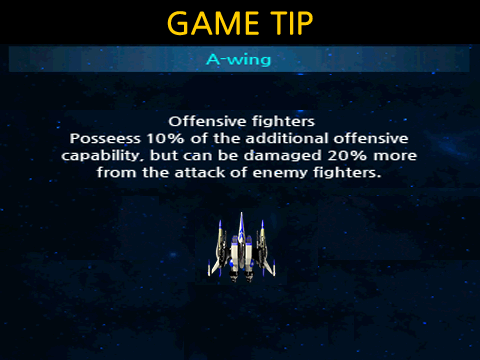 GAME TIP
A-wing
Offensive fighters
Posseess 10% of the additional offensive
capability, but can be damaged 20% more
from the attack of enemy fighters.